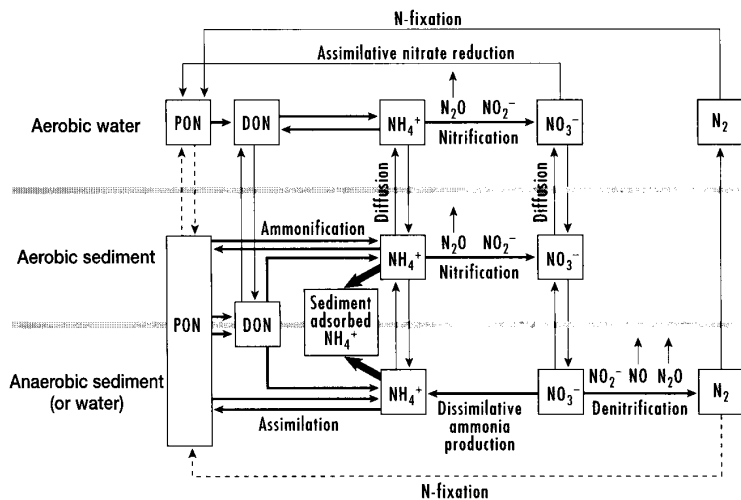 N-fixation
Assimilative nitrate reduction
N₂O NO₂⁻
Aerobic water
PON
DON
NH₄⁺
NO₃⁻
N₂
Nitrification
Diffusion
Diffusion
Ammonification
N₂O NO₂⁻
Aerobic sediment
NH₄⁺
NO₃⁻
Nitrification
Sediment
adsorbed
NH₄⁺
PON
DON
NO₂⁻ NO N₂O
Anaerobic sediment
(or water)
NH₄⁺
NO₃⁻
N₂
Assimilation
Dissimilative
ammonia
production
Denitrification
N-fixation